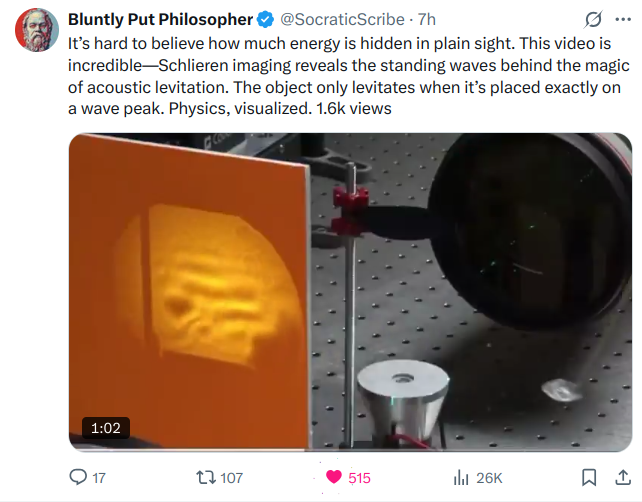 Bluntly Put Philosopher @SocraticScribe · 7h
It’s hard to believe how much energy is hidden in plain sight. This video is
incredible—Schlieren imaging reveals the standing waves behind the magic
of acoustic levitation. The object only levitates when it’s placed exactly on
a wave peak. Physics, visualized. 1.6k views
1:02
17 107 515 26K